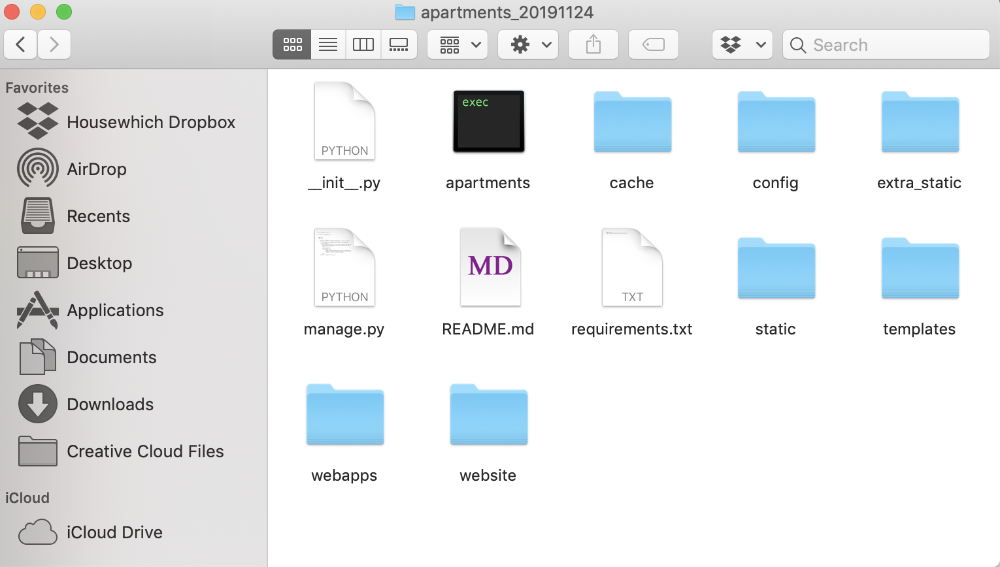 apartments_20191124
Search
Favorites
Housewhich Dropbox
AirDrop
Recents
Desktop
Applications
Documents
Downloads
Creative Cloud Files
iCloud
iCloud Drive
PYTHON
__init__.py
exec
apartments
cache
config
extra_static
PYTHON
manage.py
MD
README.md
TXT
requirements.txt
static
templates
webapps
website